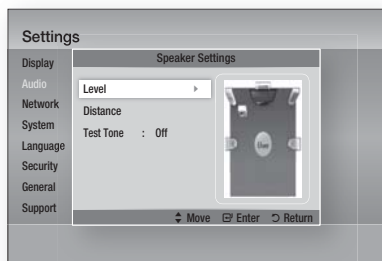 Settings
Speaker Settings
Display
Audio
Network
System
Language
Security
General
Support
Level
Distance
Test Tone : Off
Move Enter Return